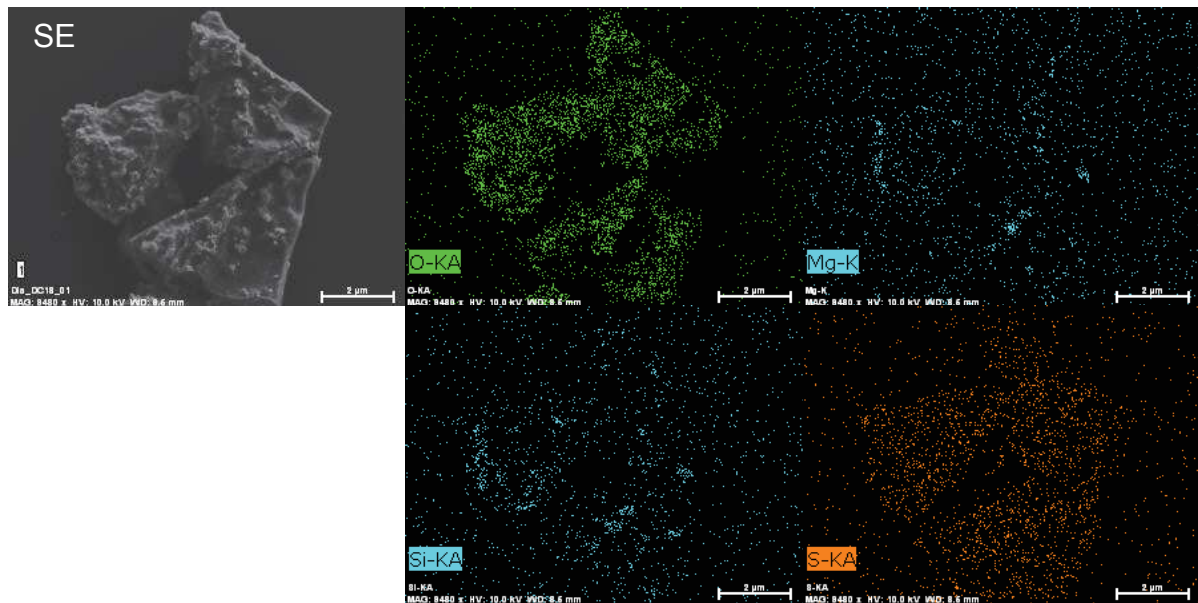 SE
1
Dia_DC18_01
MAG: 9480 x HV: 10.0 kV WD: 9.6 mm
2 µm
O-KA
O-KA
MAG: 9480 x HV: 10.0 kV WD: 9.6 mm
2 µm
Mg-K
Mg-K
MAG: 9480 x HV: 10.0 kV WD: 9.6 mm
2 µm
Si-KA
Si-KA
MAG: 9480 x HV: 10.0 kV WD: 9.6 mm
2 µm
S-KA
S-KA
MAG: 9480 x HV: 10.0 kV WD: 9.6 mm
2 µm